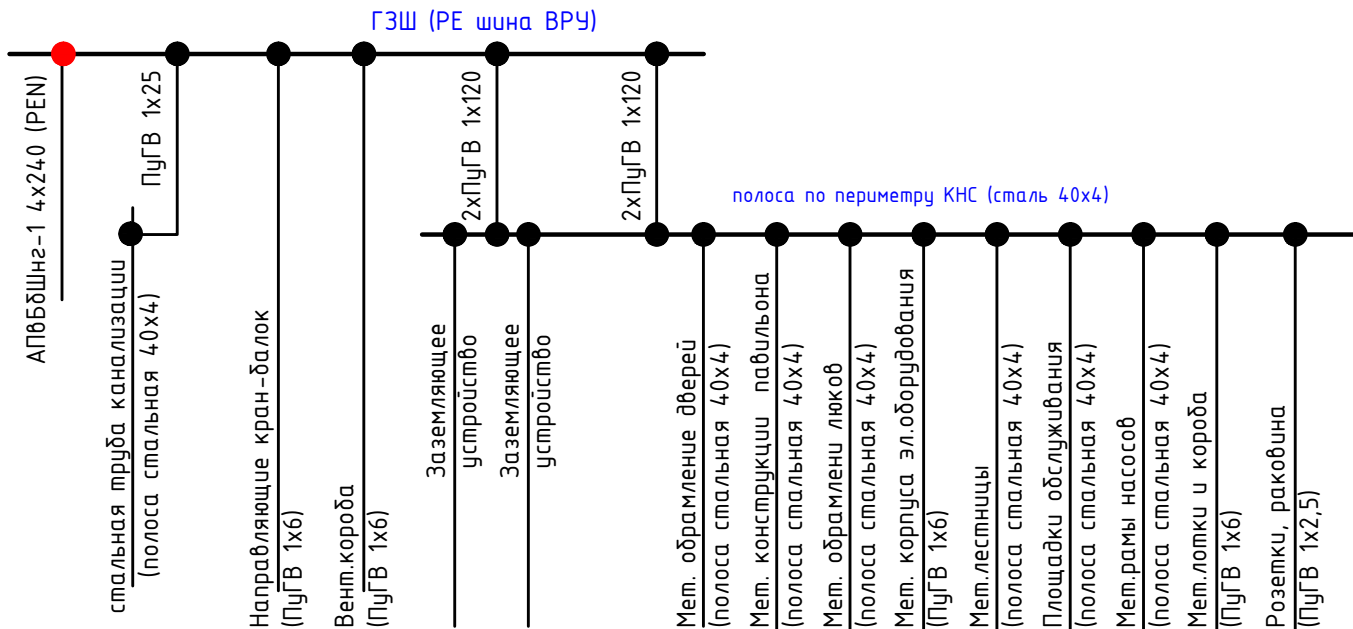 ГЗШ (PE шина ВРУ)
АПвБбШнг-1 4х240 (PEN)
ПуГВ 1х25
стальная труба канализации
(полоса стальная 40х4)
Направляющие кран-балок
(ПуГВ 1х6)
Вент.короба
(ПуГВ 1х6)
2хПуГВ 1х120
2хПуГВ 1х120
Заземляющее
устройство
Заземляющее
устройство
полоса по периметру КНС (сталь 40х4)
Мет. обрамление дверей
(полоса стальная 40х4)
Мет. конструкции павильона
(полоса стальная 40х4)
Мет. обрамлени люков
(полоса стальная 40х4)
Мет. корпуса эл.оборудования
(ПуГВ 1х6)
Мет.лестницы
(полоса стальная 40х4)
Площадки обслуживания
(полоса стальная 40х4)
Мет.рамы насосов
(полоса стальная 40х4)
Мет.лотки и короба
(ПуГВ 1х6)
Розетки, раковина
(ПуГВ 1х2,5)